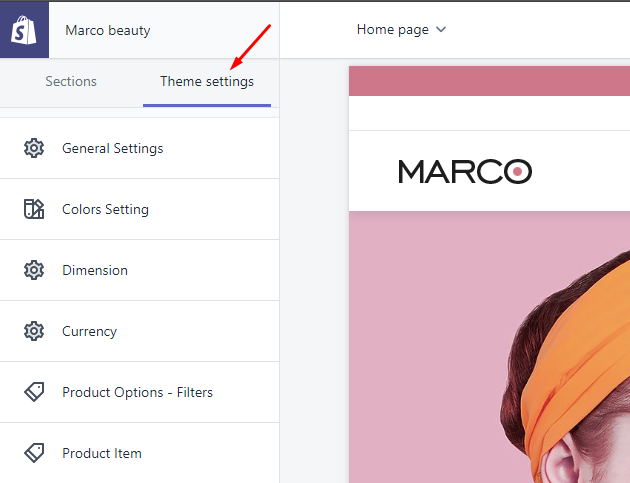 Marco beauty
Home page
Sections
Theme settings
General Settings
Colors Setting
Dimension
Currency
Product Options - Filters
Product Item
MARCO